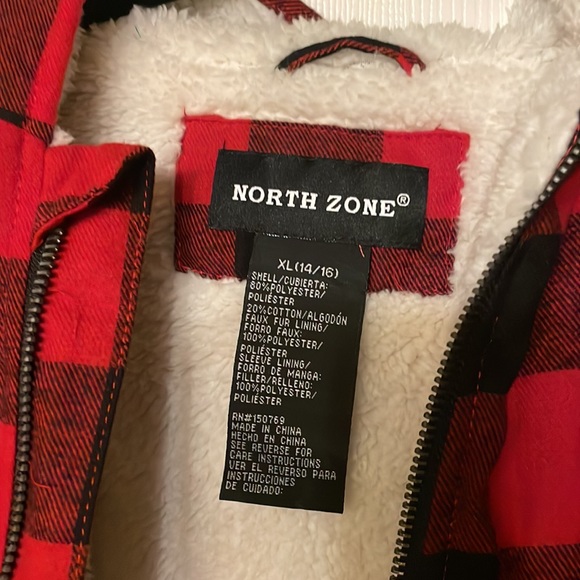 NORTH ZONE®
XL(14/16)
SHELL/CUBIERTA:
80%POLYESTER/
POLIÉSTER
20%COTTON/ALGODÓN
FAUX FUR LINING/
FORRO FAUX:
100%POLYESTER/
POLIÉSTER
SLEEVE LINING/
FORRO DE MANGA:
FILLER/RELLENO:
100%POLYESTER/
POLIÉSTER
RN#150769
MADE IN CHINA
HECHO EN CHINA
SEE REVERSE FOR
CARE INSTRUCTIONS
VER EL REVERSO PARA
INSTRUCCIONES
DE CUIDADO: